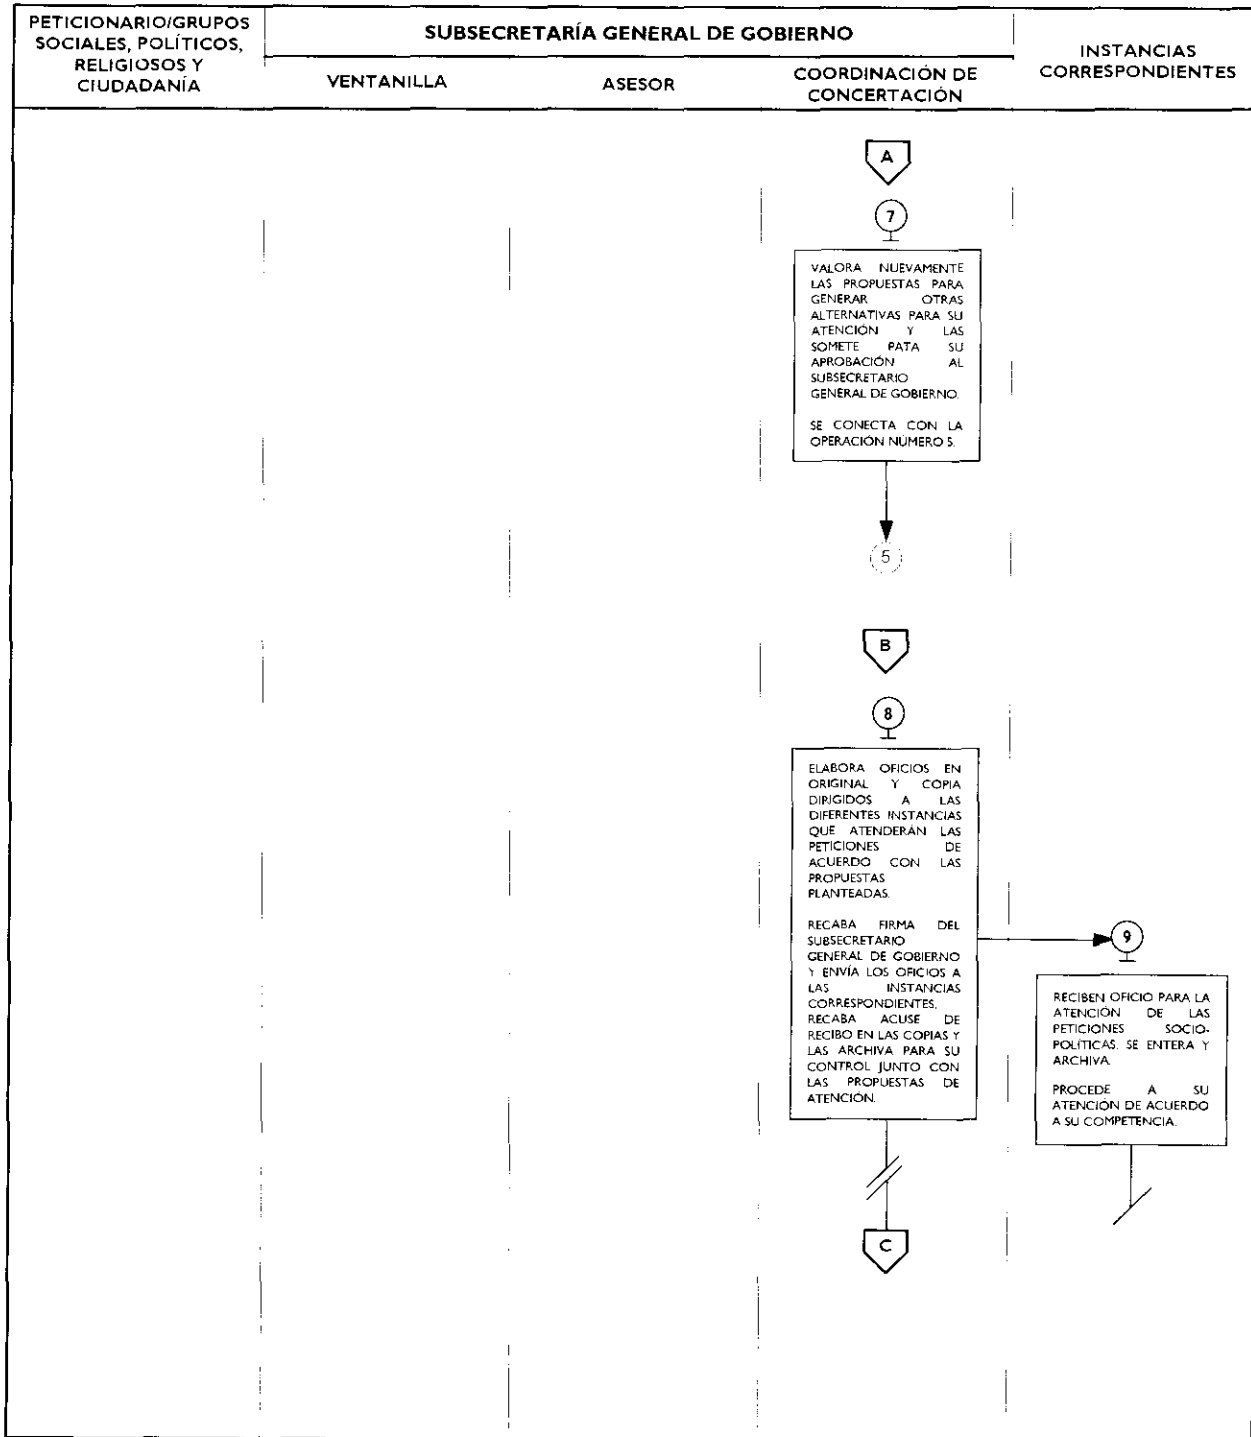 PETICIONARIO/GRUPOS
SOCIALES, POLÍTICOS,
RELIGIOSOS Y
CIUDADANÍA
SUBSECRETARÍA GENERAL DE GOBIERNO
VENTANILLA
ASESOR
COORDINACIÓN DE
CONCERTACIÓN
INSTANCIAS
CORRESPONDIENTES
A
7
VALORA NUEVAMENTE
LAS PROPUESTAS PARA
GENERAR OTRAS
ALTERNATIVAS PARA SU
ATENCIÓN Y LAS
SOMETE PATA SU
APROBACIÓN AL
SUBSECRETARIO
GENERAL DE GOBIERNO.
SE CONECTA CON LA
OPERACIÓN NÚMERO 5.
5
B
8
ELABORA OFICIOS EN
ORIGINAL Y COPIA
DIRIGIDOS A LAS
DIFERENTES INSTANCIAS
QUE ATENDERÁN LAS
PETICIONES DE
ACUERDO CON LAS
PROPUESTAS
PLANTEADAS.
RECABA FIRMA DEL
SUBSECRETARIO
GENERAL DE GOBIERNO
Y ENVÍA LOS OFICIOS A
LAS INSTANCIAS
CORRESPONDIENTES.
RECABA ACUSE DE
RECIBO EN LAS COPIAS Y
LAS ARCHIVA PARA SU
CONTROL JUNTO CON
LAS PROPUESTAS DE
ATENCIÓN.
9
RECIBEN OFICIO PARA LA
ATENCIÓN DE LAS
PETICIONES SOCIO-
POLÍTICAS. SE ENTERA Y
ARCHIVA.
PROCEDE A SU
ATENCIÓN DE ACUERDO
A SU COMPETENCIA.
C